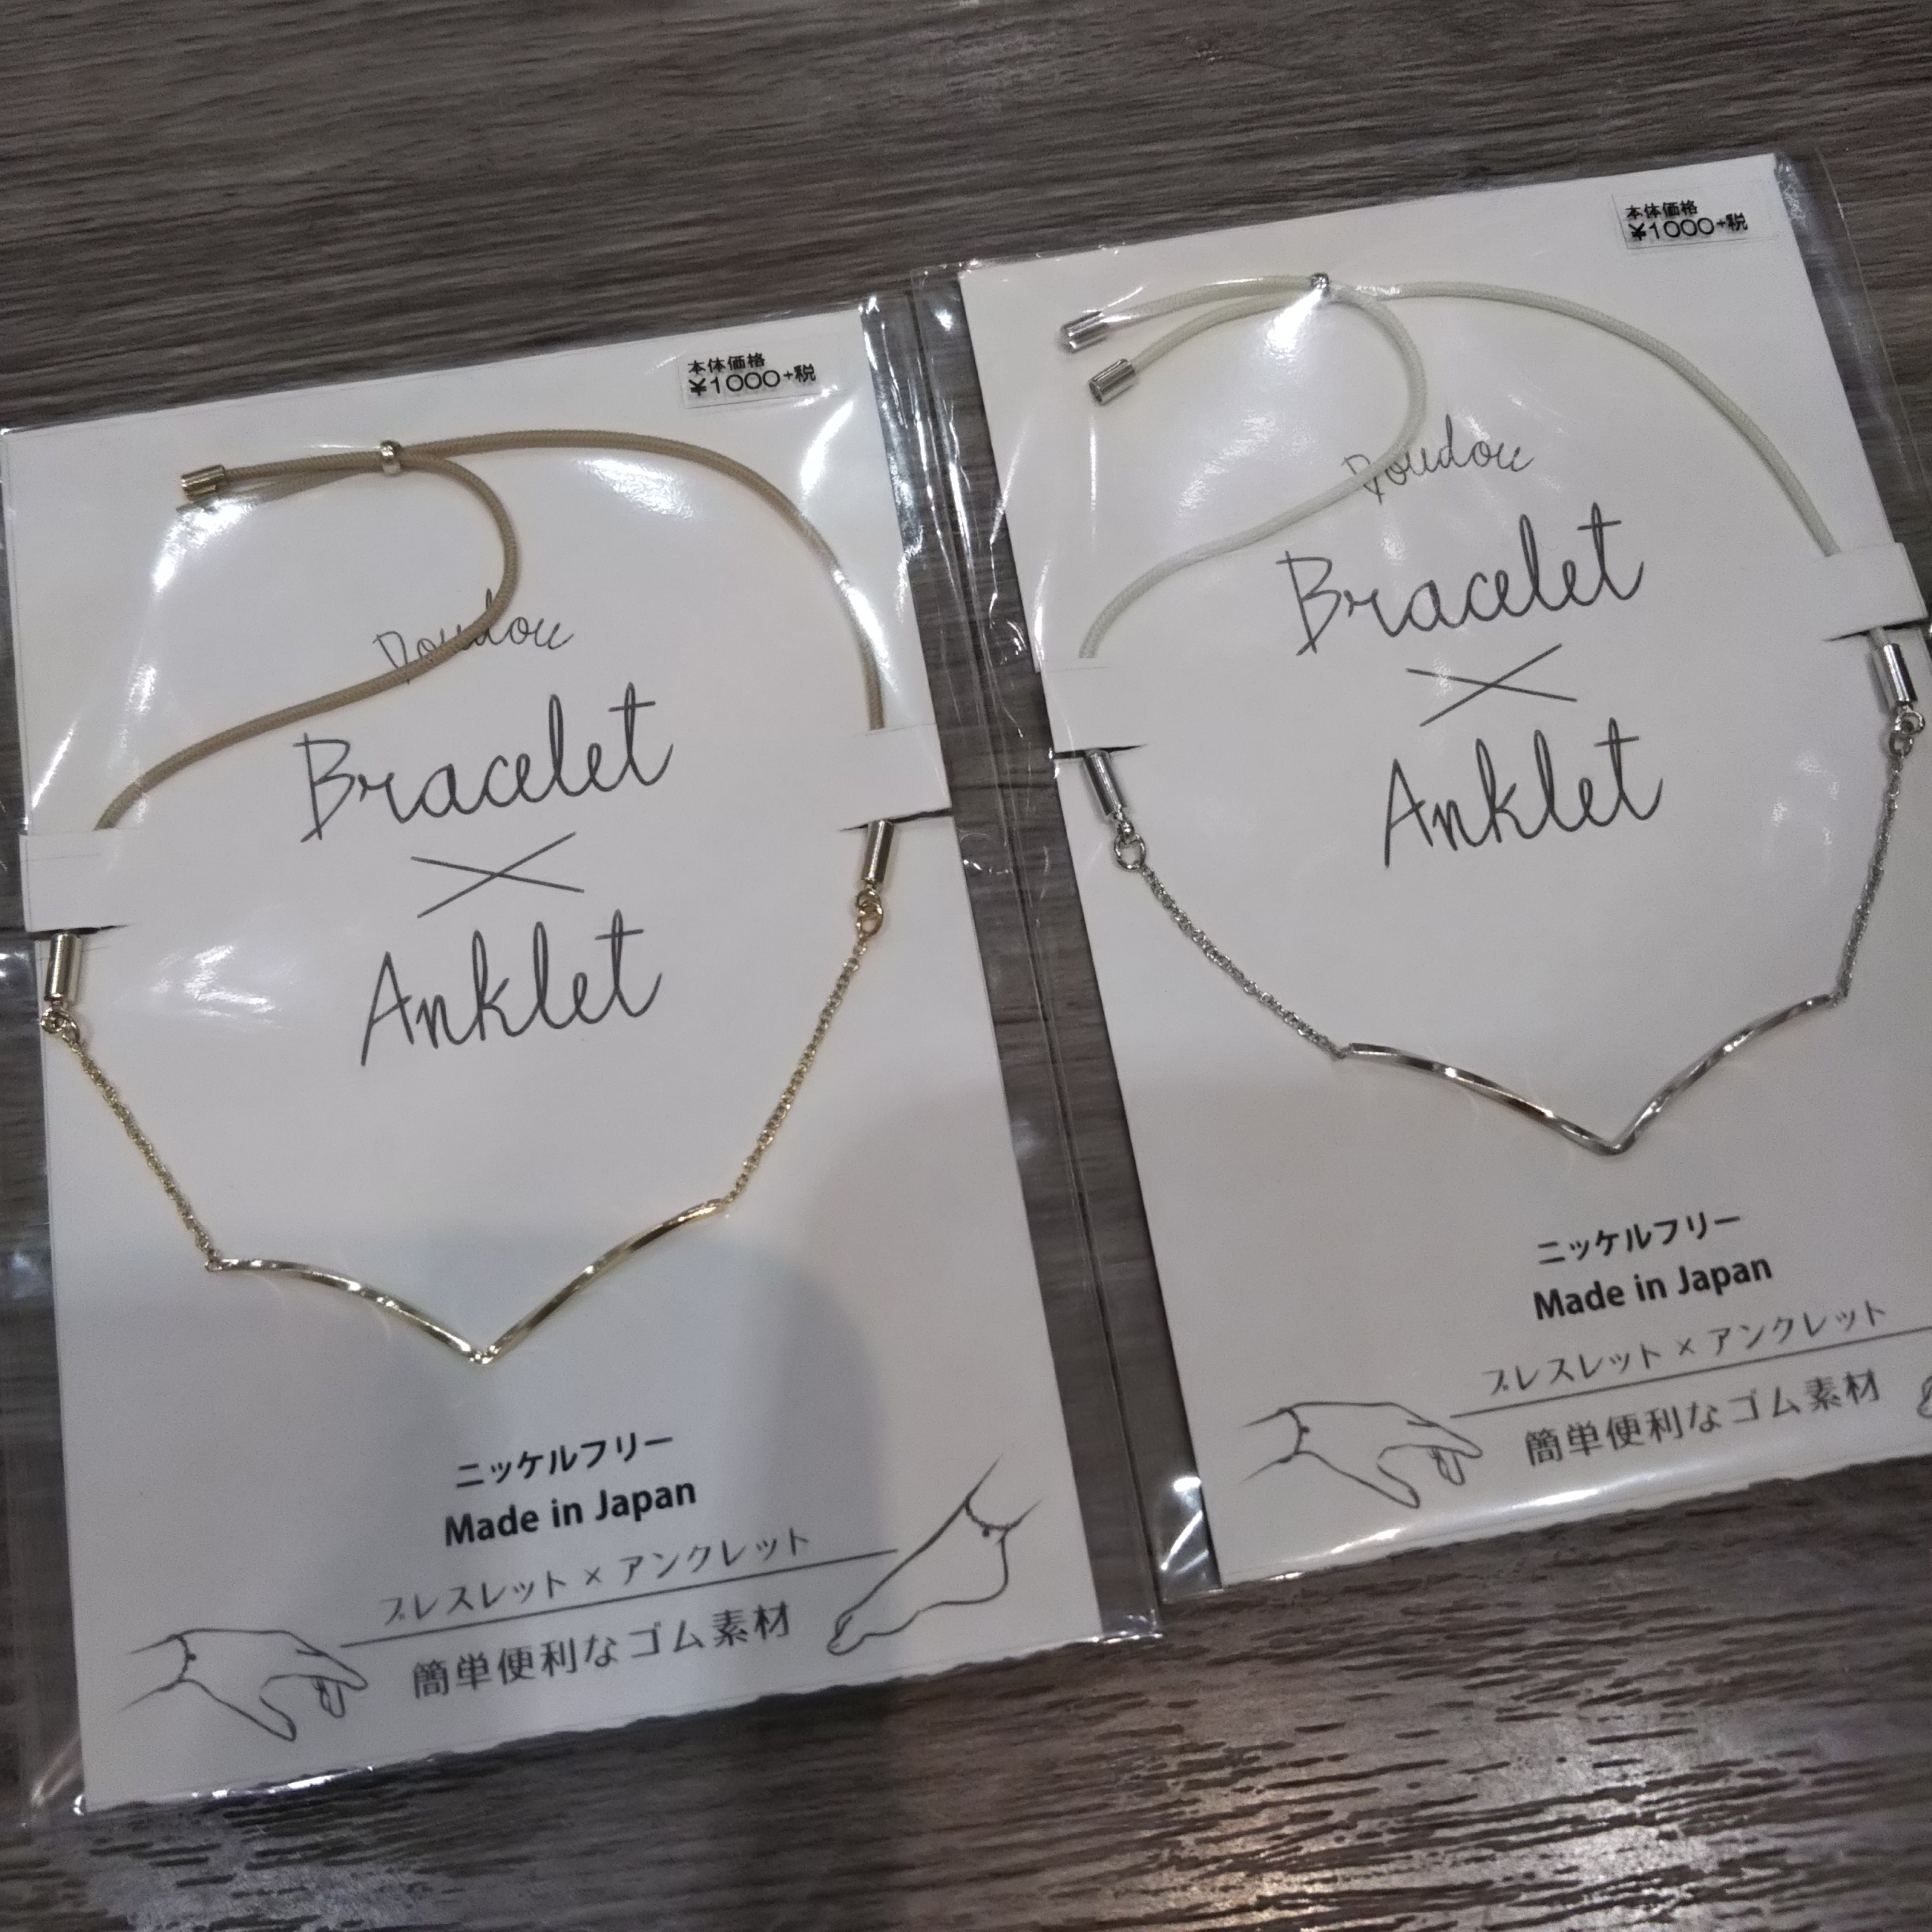 本体価格
¥1000+税
Doudou
Bracelet
×
Anklet
ニッケルフリー
Made in Japan
ブレスレット × アンクレット
簡単便利なゴム素材
本体価格
¥1000+税
Doudou
Bracelet
×
Anklet
ニッケルフリー
Made in Japan
ブレスレット × アンクレット
簡単便利なゴム素材